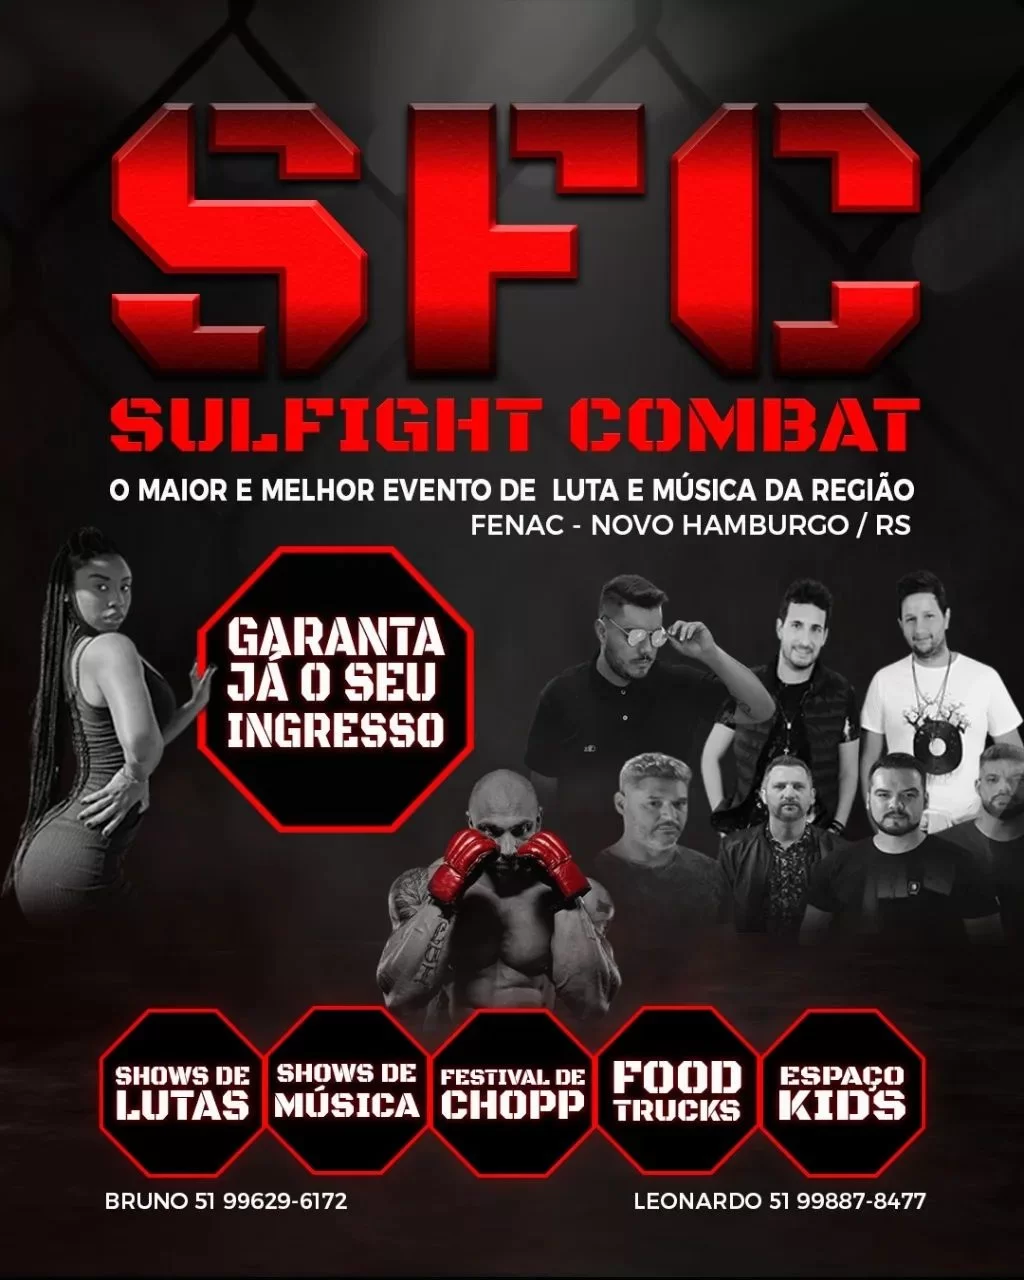 SFC
SULFIGHT COMBAT
O MAIOR E MELHOR EVENTO DE LUTA E MÚSICA DA REGIÃO
FENAC - NOVO HAMBURGO / RS
GARANTA
JÁ O SEU
INGRESSO
SHOWS DE
LUTAS
SHOWS DE
MÚSICA
FESTIVAL DE
CHOPP
FOOD
TRUCKS
ESPAÇO
KIDS
BRUNO 51 99629-6172
LEONARDO 51 99887-8477